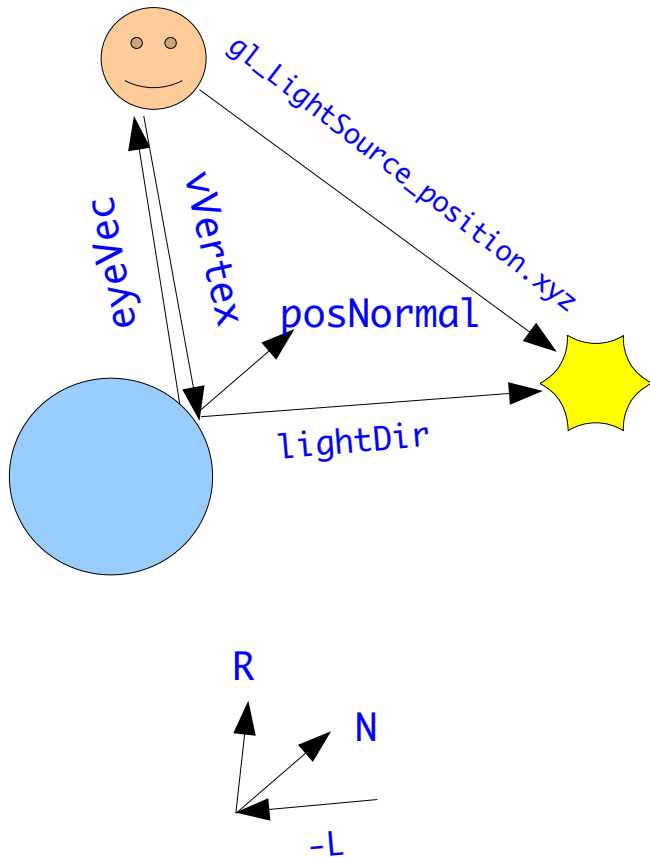 gl_LightSource_position.xyz
eyeVec
vVertex
posNormal
lightDir
R
N
-L